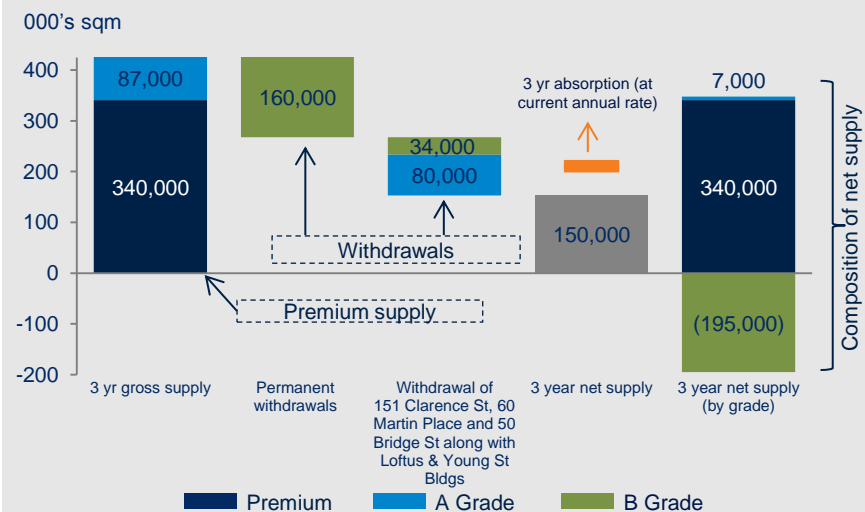 000's sqm
400
300
200
100
0
-100
-200
87,000
340,000
160,000
34,000
80,000
3 yr absorption (at
current annual rate)
150,000
7,000
340,000
(195,000)
Withdrawals
Premium supply
Composition of net supply
3 yr gross supply
Permanent
withdrawals
Withdrawal of
151 Clarence St, 60
Martin Place and 50
Bridge St along with
Loftus & Young St
Bldgs
3 year net supply
3 year net supply
(by grade)
Premium
A Grade
B Grade